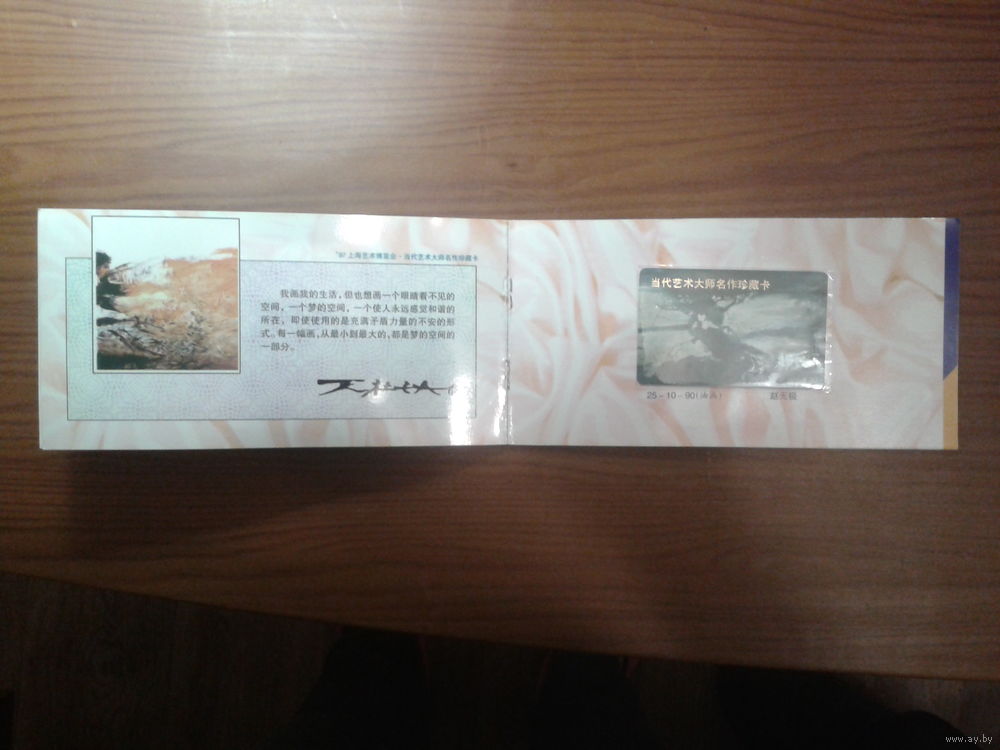 '97 上海艺术博览会·当代艺术大师名作珍藏卡
我画我的生活,但也想画一个眼睛看不见的
空间,一个梦的空间,一个使人永远感觉和谐的
所在,即使使用的是充满矛盾力量的不安的形
式。每一幅画,从最小到最大的,都是梦的空间的
一部分。
当代艺术大师名作珍藏卡
25-10-90(油画) 赵无极
www.ay.by